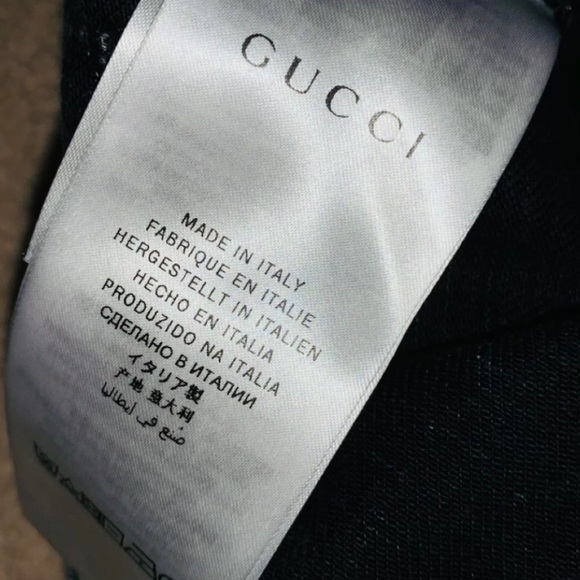 GUCCI
MADE IN ITALY
FABRIQUE EN ITALIE
HERGESTELLT IN ITALIEN
HECHO EN ITALIA
PRODUZIDO NA ITALIA
СДЕЛАНО В ИТАЛИИ
イタリア製
产地 意大利
صنع في ايطاليا